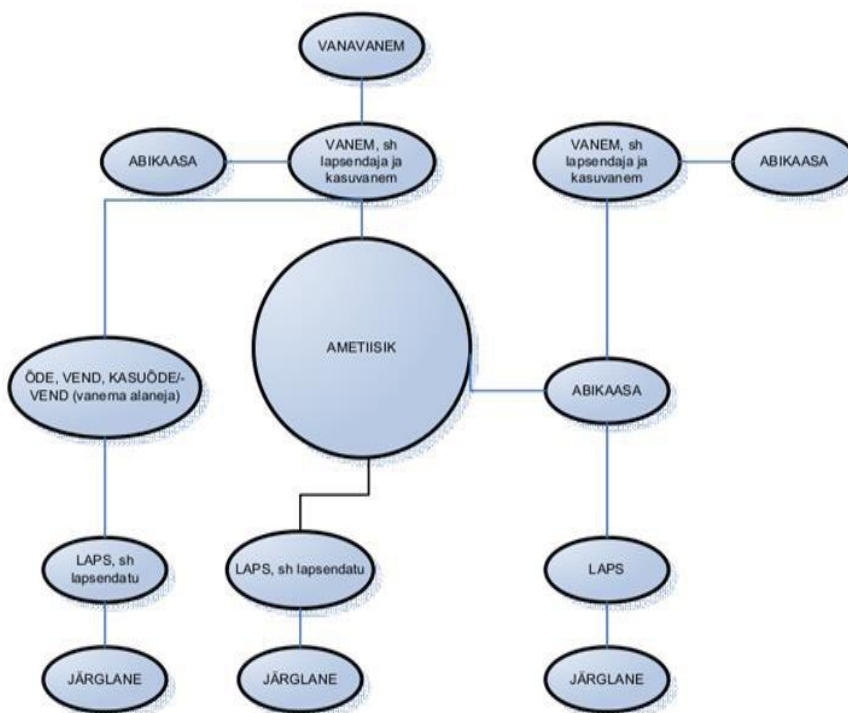 VANAVANEM
ABIKAASA
VANEM, sh
lapsendaja ja
kasuvanem
VANEM, sh
lapsendaja ja
kasuvanem
ABIKAASA
AMETIISIK
ÕDE, VEND, KASUÕDE/-
VEND (vanema alaneja)
ABIKAASA
LAPS, sh
lapsendatu
LAPS, sh lapsendatu
LAPS
JÄRGLANE
JÄRGLANE
JÄRGLANE